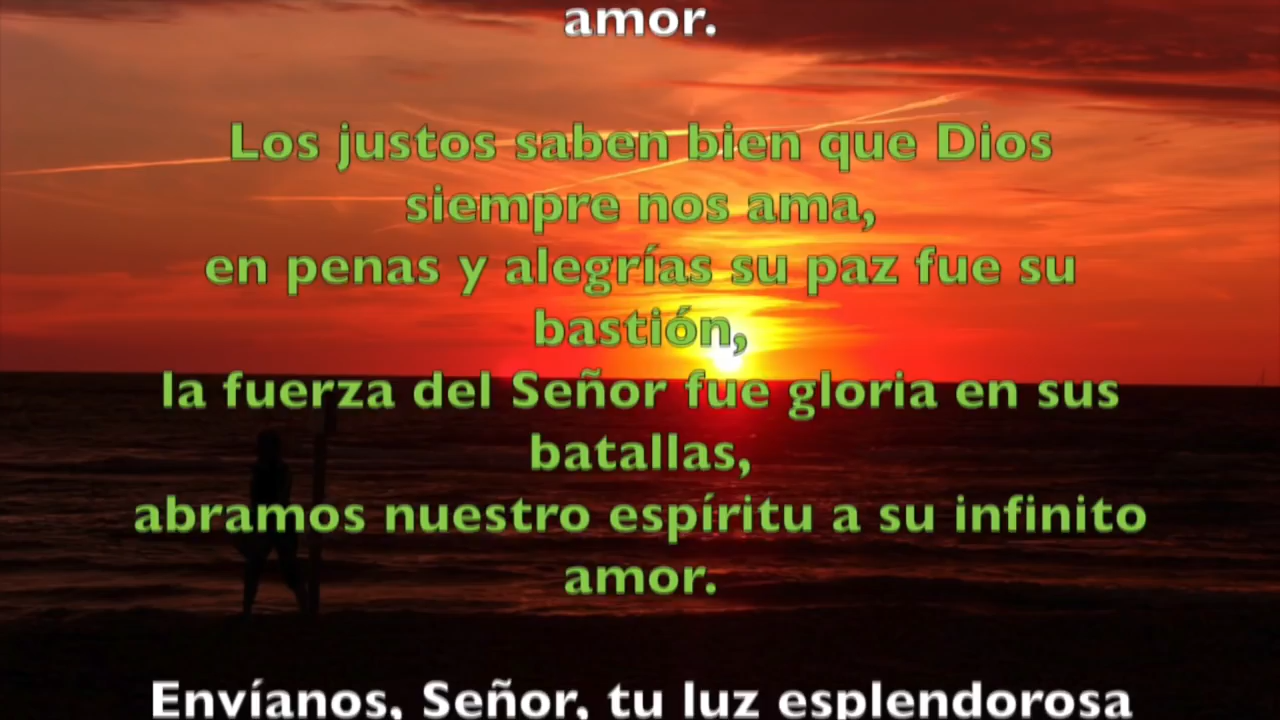 amor.
Los justos saben bien que Dios
siempre nos ama,
en penas y alegrías su paz fue su
bastión,
la fuerza del Señor fue gloria en sus
batallas,
abramos nuestro espíritu a su infinito
amor.
Envíanos, Señor, tu luz esplendorosa